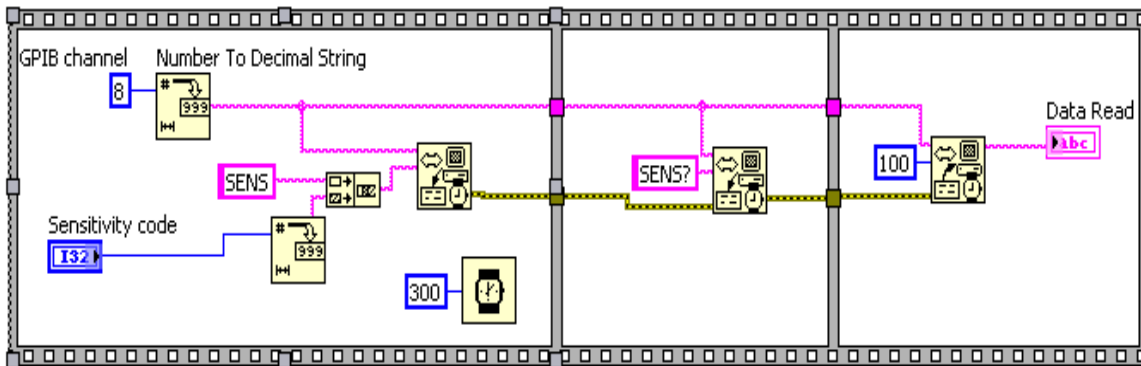 GPIB channel
Number To Decimal String
8
#
999
Data Read
abc
100
SENS
SENS?
Sensitivity code
I32
#
999
300